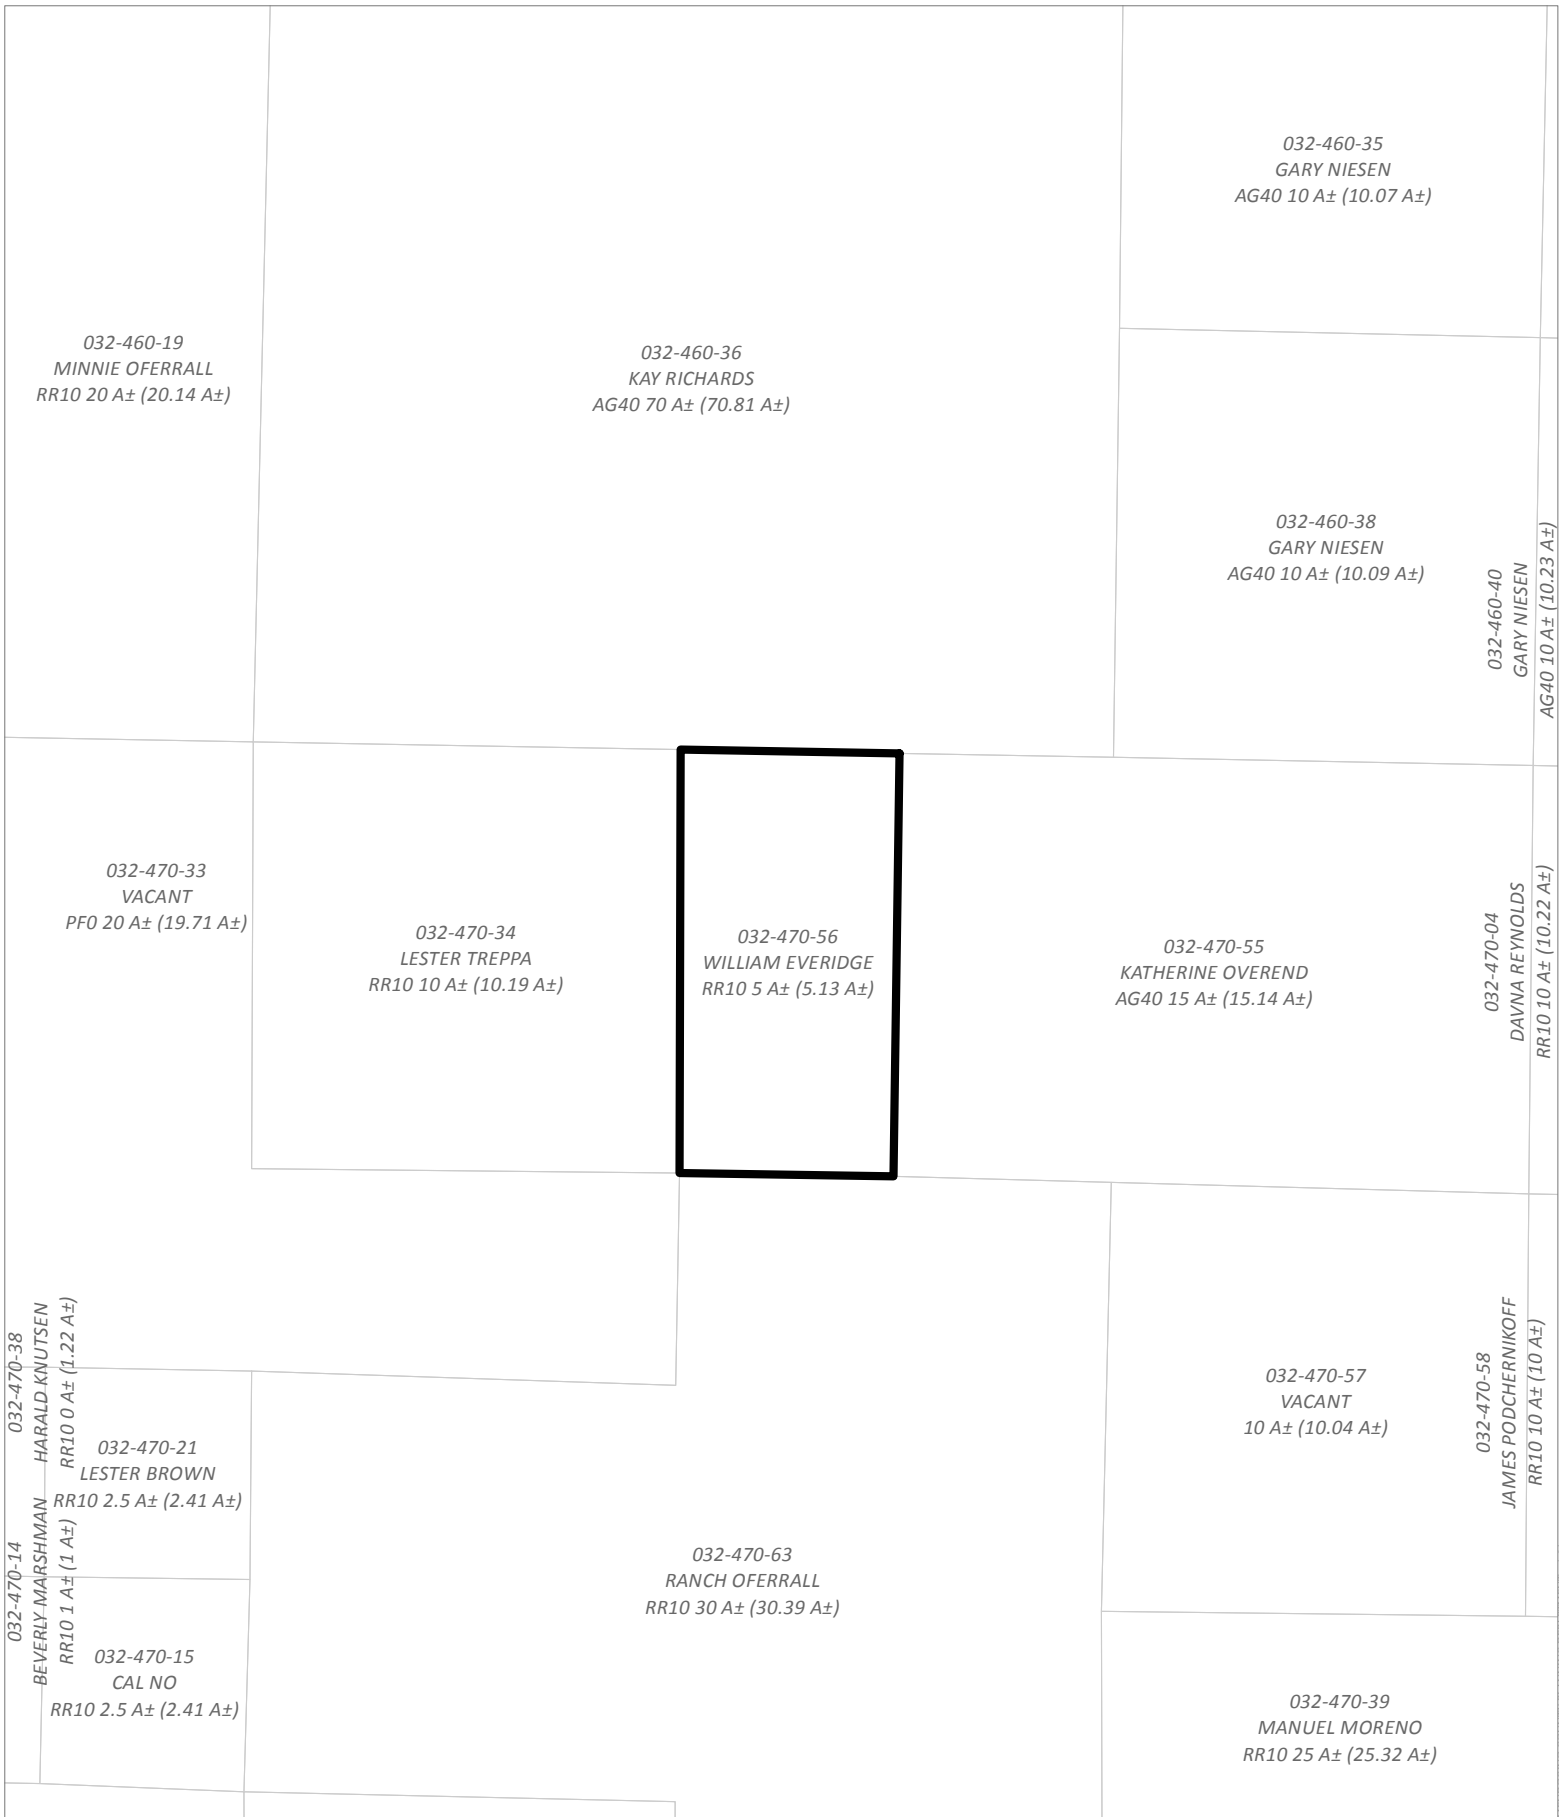 032-460-35
GARY NIESEN
AG40 10 A± (10.07 A±)
032-460-19
MINNIE OFERRALL
RR10 20 A± (20.14 A±)
032-460-36
KAY RICHARDS
AG40 70 A± (70.81 A±)
032-460-38
GARY NIESEN
AG40 10 A± (10.09 A±)
032-460-40
GARY NIESEN
AG40 10 A± (10.23 A±)
032-470-33
VACANT
PF0 20 A± (19.71 A±)
032-470-34
LESTER TREPPA
RR10 10 A± (10.19 A±)
032-470-56
WILLIAM EVERIDGE
RR10 5 A± (5.13 A±)
032-470-55
KATHERINE OVEREND
AG40 15 A± (15.14 A±)
032-470-04
DAVNA REYNOLDS
RR10 10 A± (10.22 A±)
032-470-38
HARALD KNUTSEN
RR10 0 A± (1.22 A±)
032-470-21
LESTER BROWN
RR10 2.5 A± (2.41 A±)
032-470-57
VACANT
10 A± (10.04 A±)
032-470-58
JAMES PODCHERNIKOFF
RR10 10 A± (10 A±)
032-470-14
BEVERLY MARSHMAN
RR10 1 A± (1 A±)
032-470-15
CAL NO
RR10 2.5 A± (2.41 A±)
032-470-63
RANCH OFERRALL
RR10 30 A± (30.39 A±)
032-470-39
MANUEL MORENO
RR10 25 A± (25.32 A±)